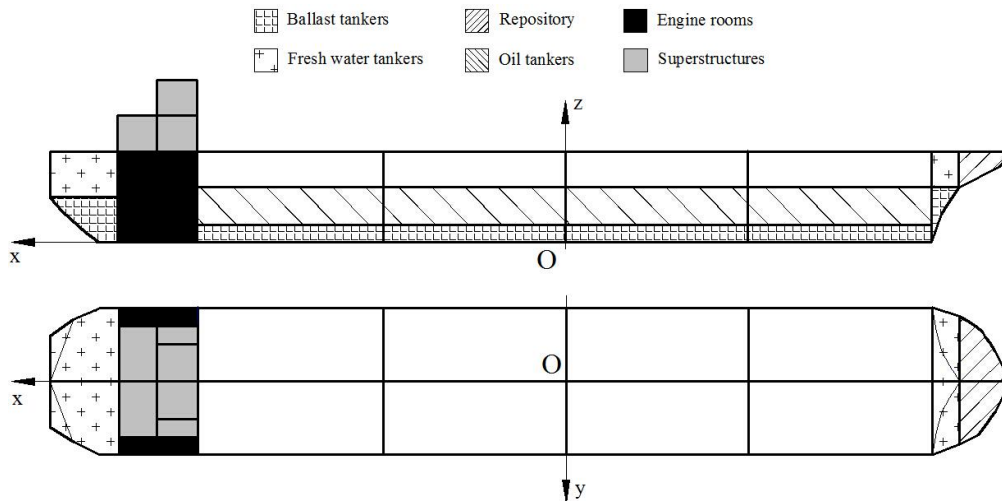 Ballast tankers Repository Engine rooms
Fresh water tankers Oil tankers Superstructures
z
x
O
O
x
y